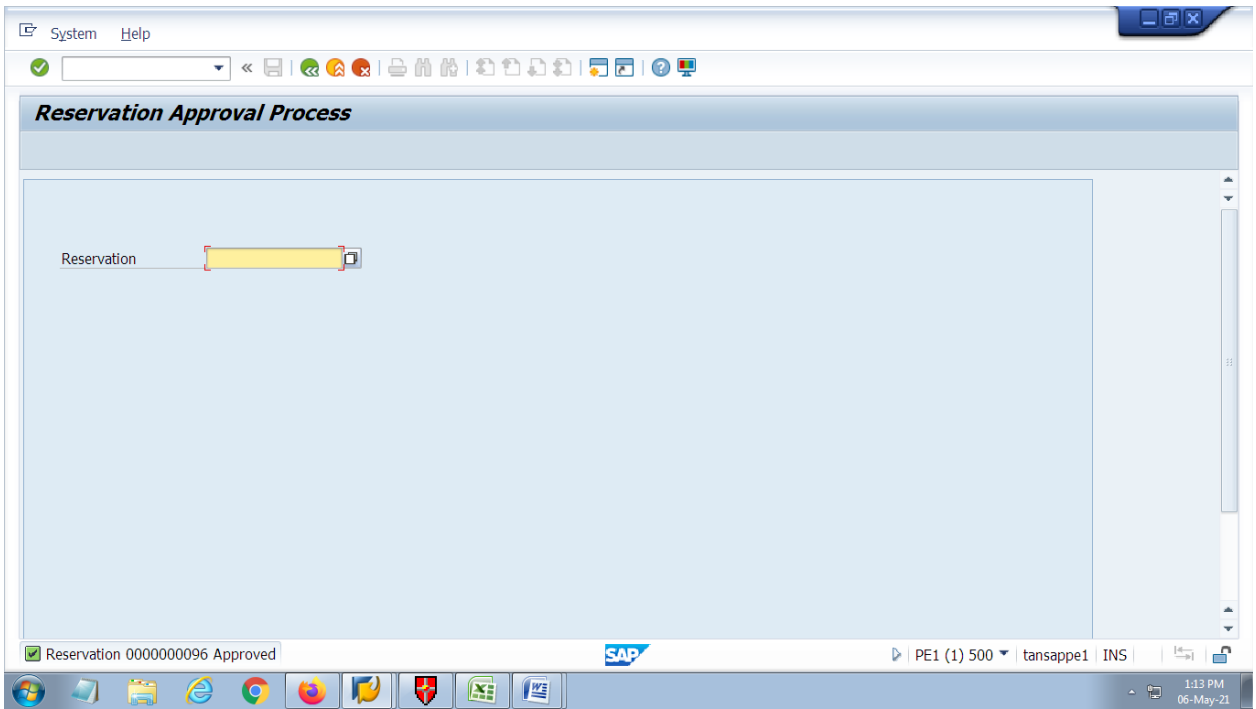 System Help
Reservation Approval Process
Reservation
Reservation 0000000096 Approved
SAP
PE1 (1) 500
tansappe1
INS
1:13 PM
06-May-21